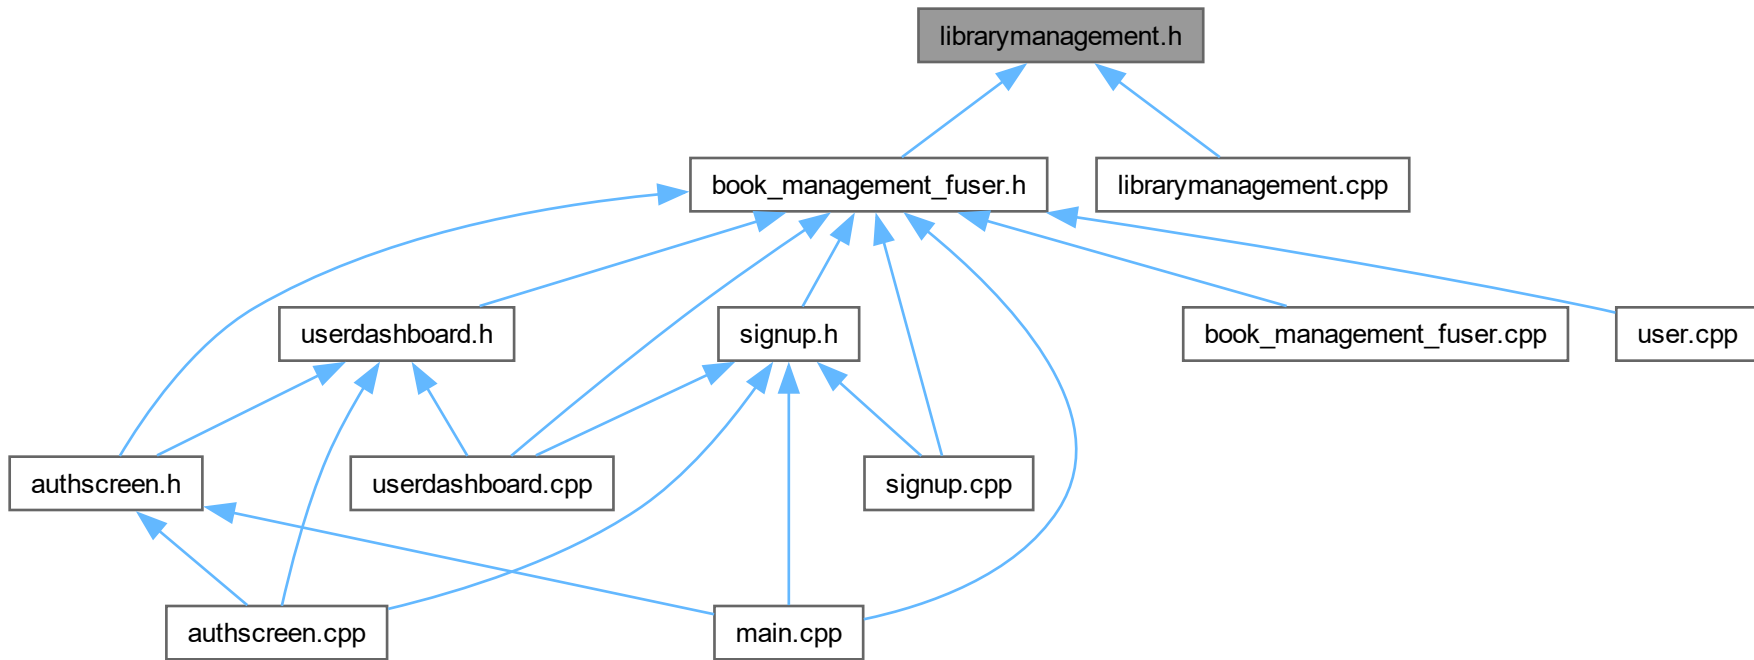 librarymanagement.h
book_management_fuser.h
librarymanagement.cpp
userdashboard.h
signup.h
book_management_fuser.cpp
user.cpp
authscreen.h
userdashboard.cpp
signup.cpp
authscreen.cpp
main.cpp